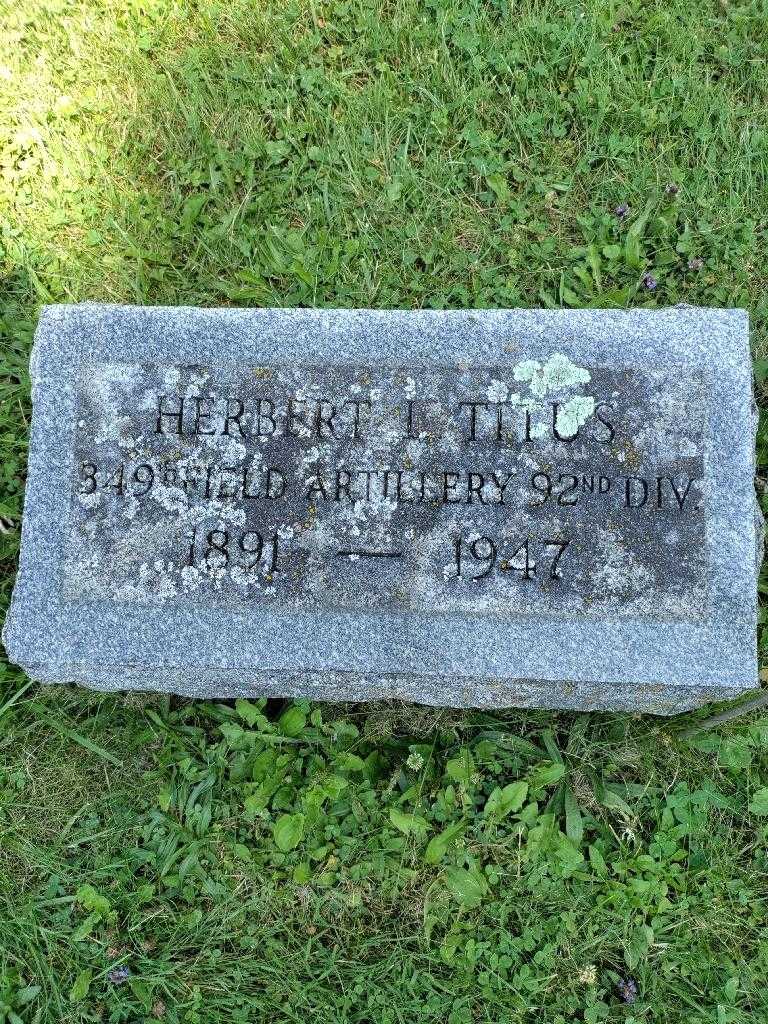 HERBERT L. TITUS
349TH FIELD ARTILLERY 92ND DIV.
1891 — 1947